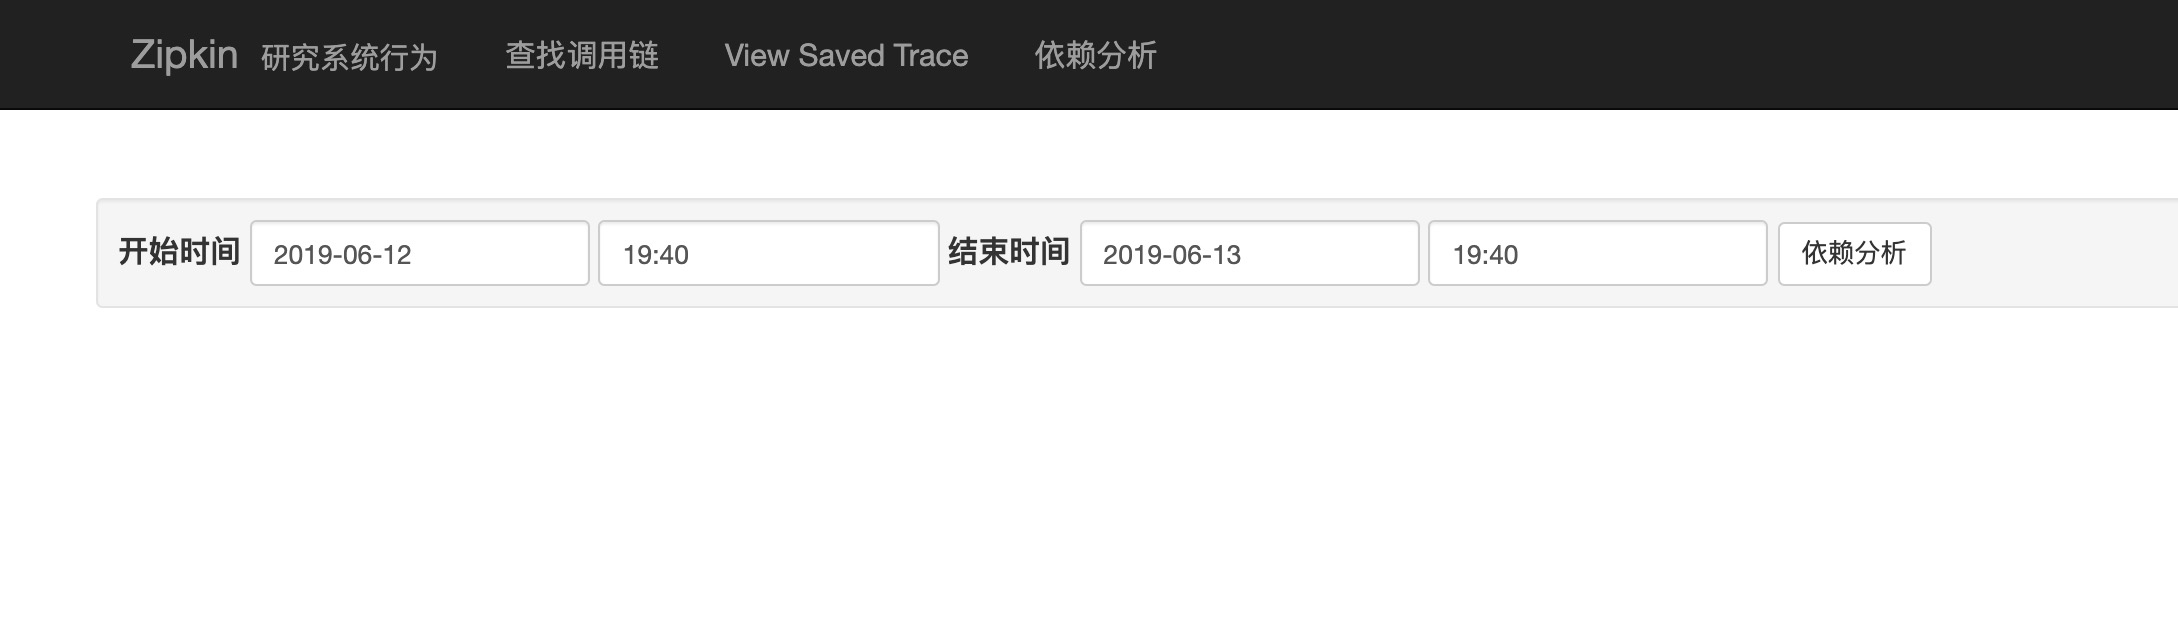 Zipkin 研究系统行为 查找调用链 View Saved Trace 依赖分析
开始时间 2019-06-12 19:40 结束时间 2019-06-13 19:40 依赖分析